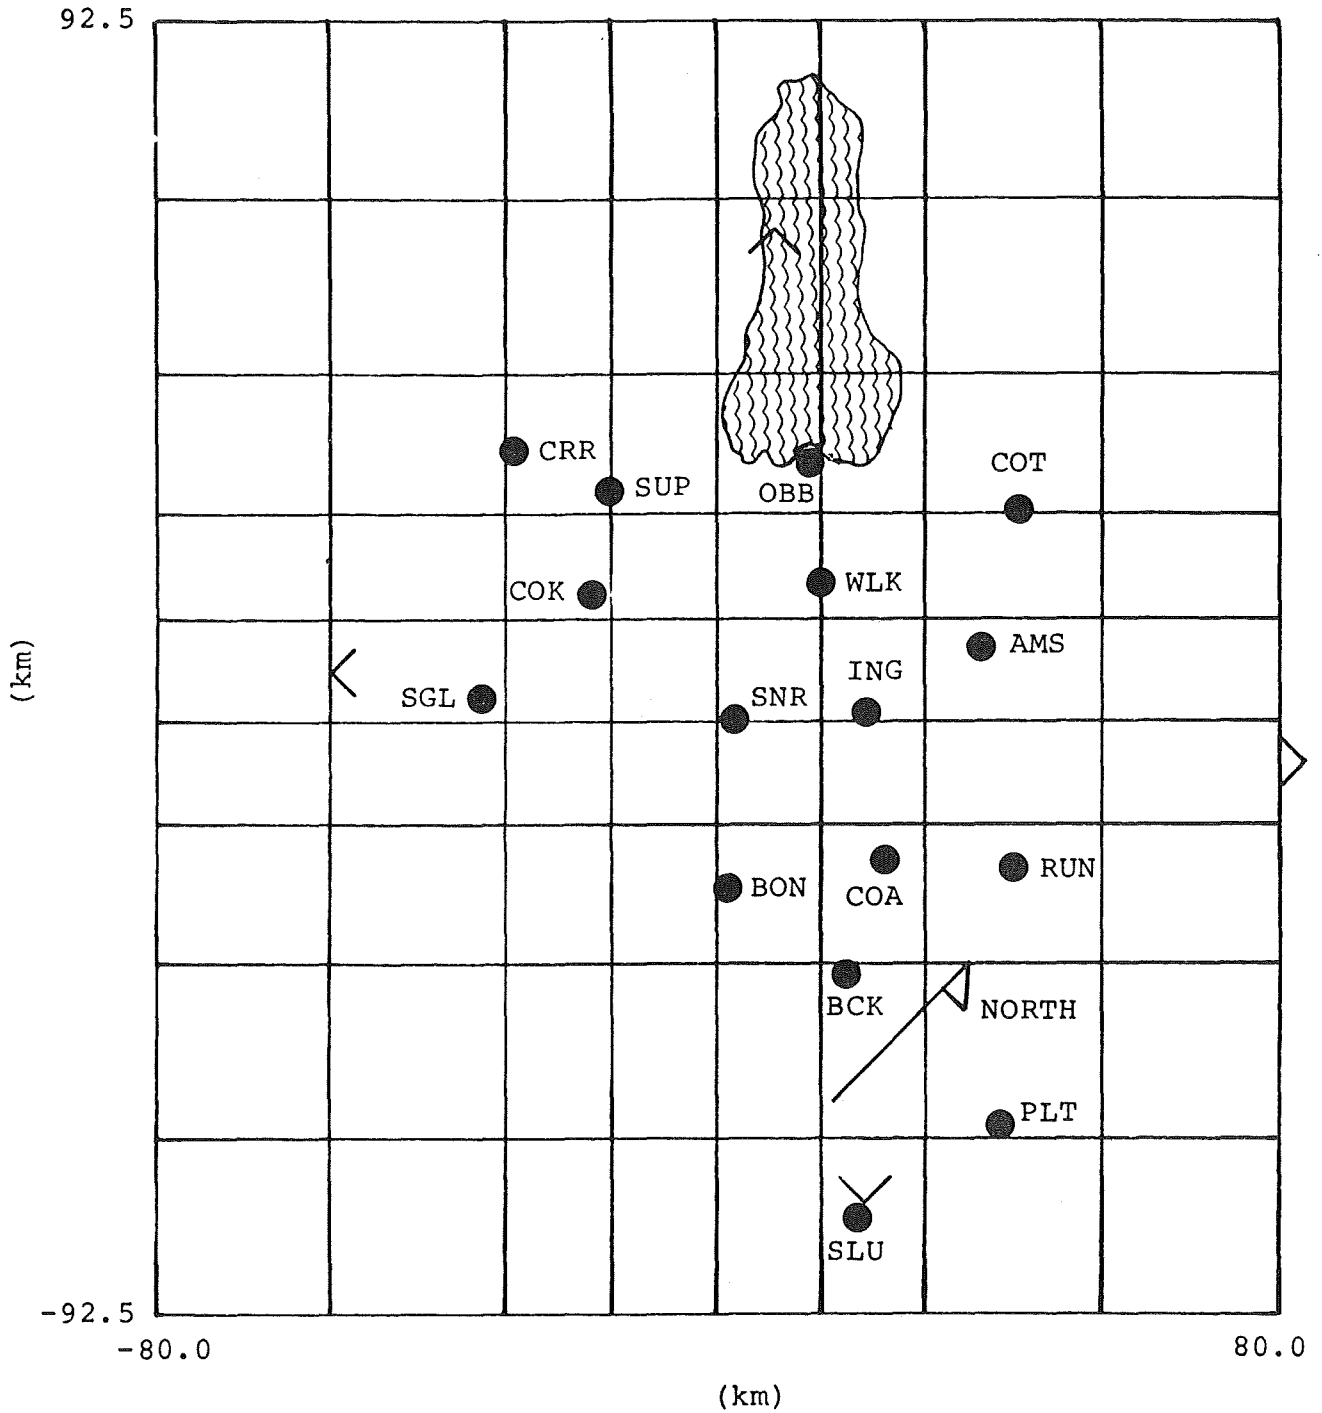 92.5
CRR
COT
SUP
OBB
COK
WLK
AMS
(km)
ING
SGL
SNR
RUN
BON
COA
BCK
NORTH
PLT
SLU
-92.5
-80.0
80.0
(km)